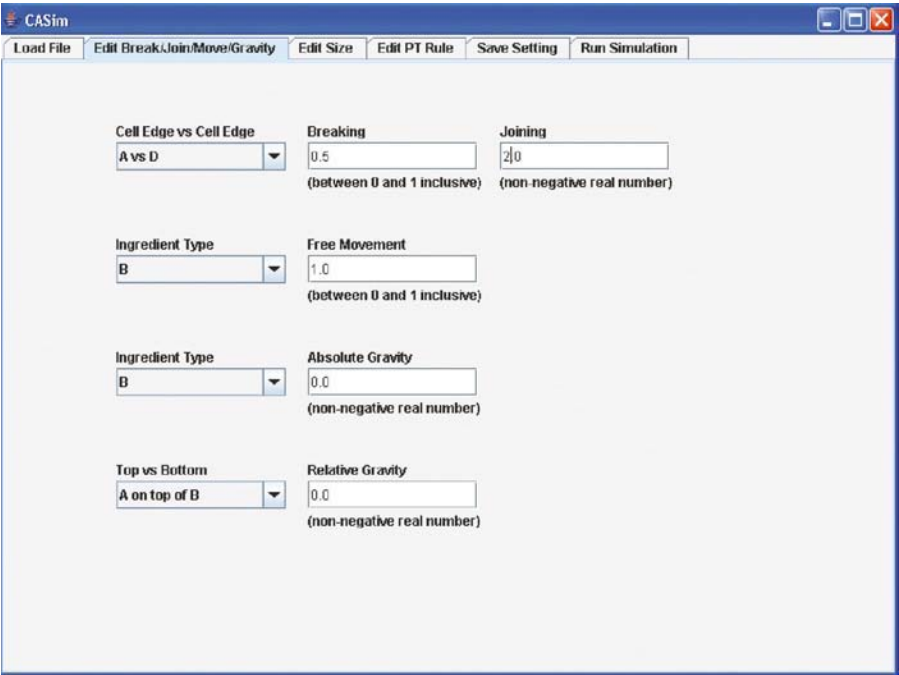 CASim
Load File Edit Break/Join/Move/Gravity Edit Size Edit PT Rule Save Setting Run Simulation
Cell Edge vs Cell Edge Breaking Joining
A vs D 0.5 2.0
(between 0 and 1 inclusive) (non-negative real number)
Ingredient Type Free Movement
B 1.0
(between 0 and 1 inclusive)
Ingredient Type Absolute Gravity
B 0.0
(non-negative real number)
Top vs Bottom Relative Gravity
A on top of B 0.0
(non-negative real number)